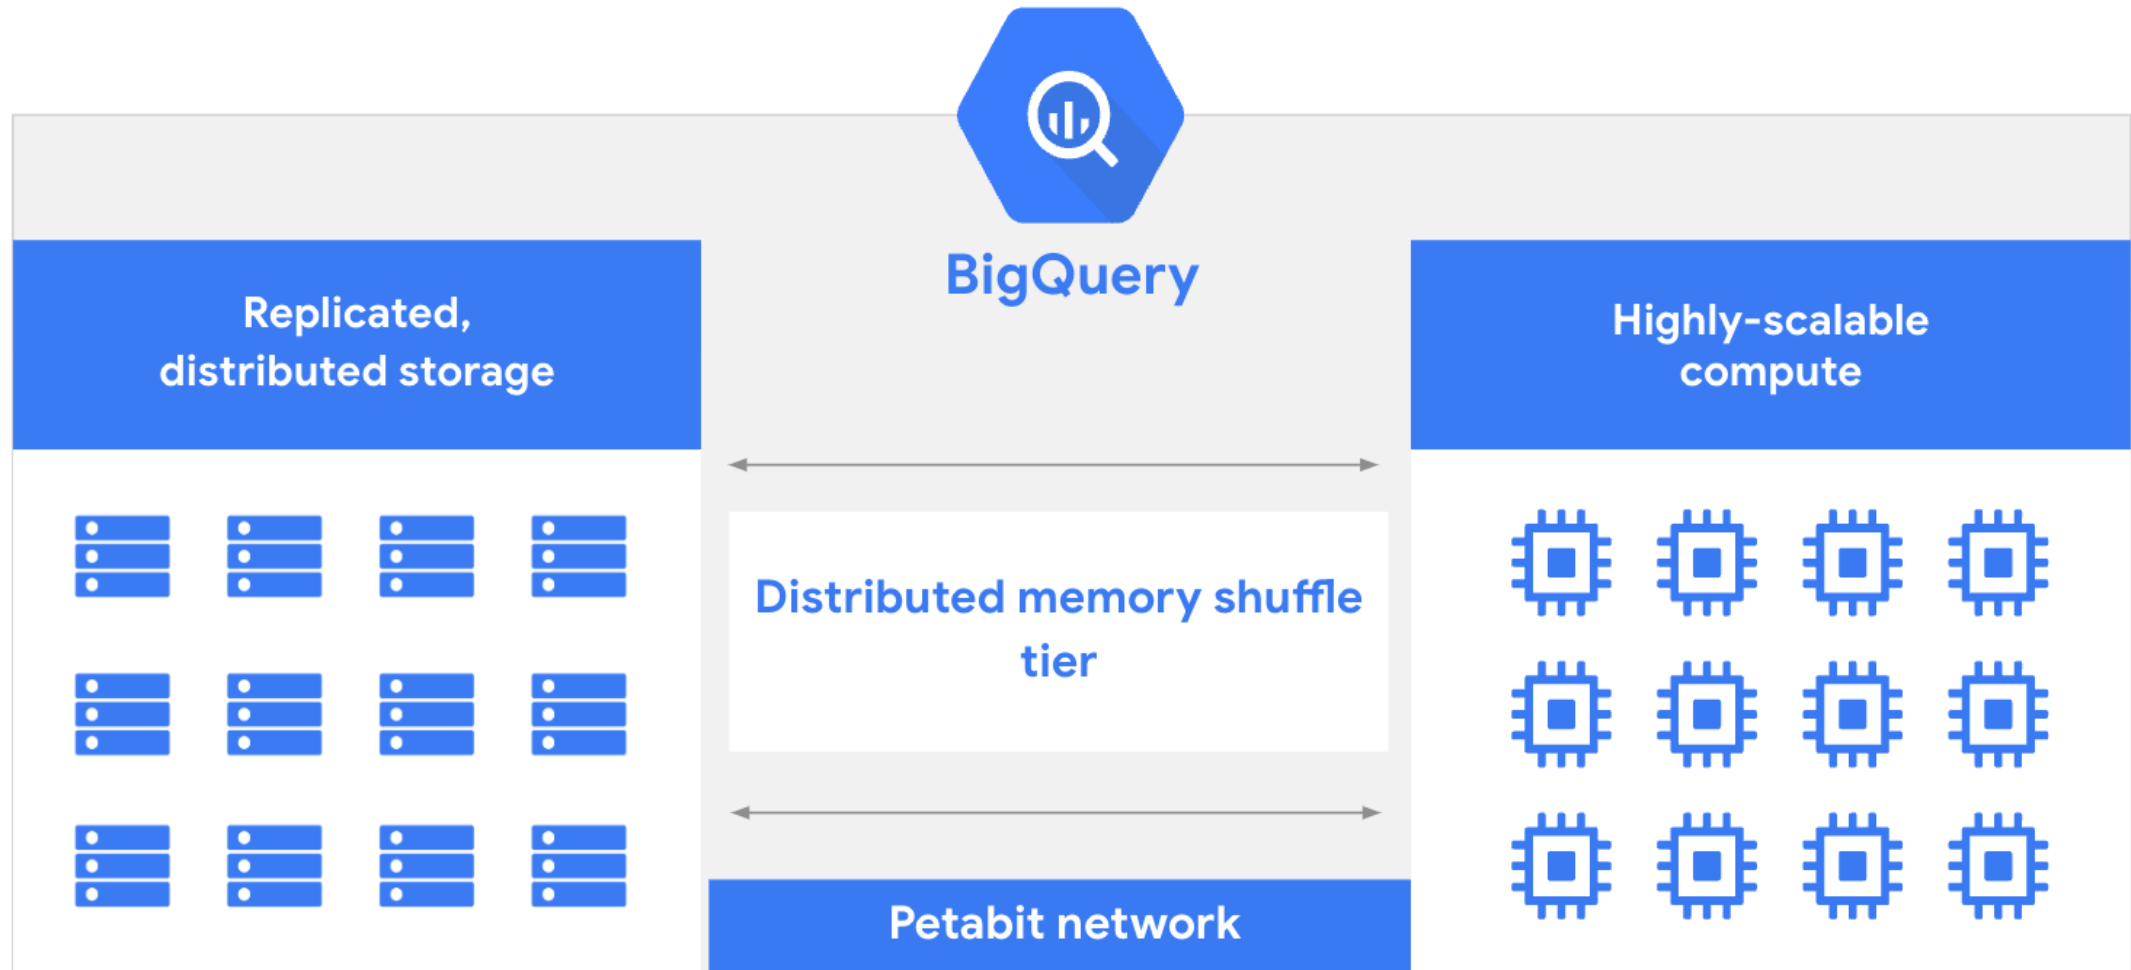 BigQuery
Replicated,
distributed storage
Highly-scalable
compute
Distributed memory shuffle
tier
Petabit network